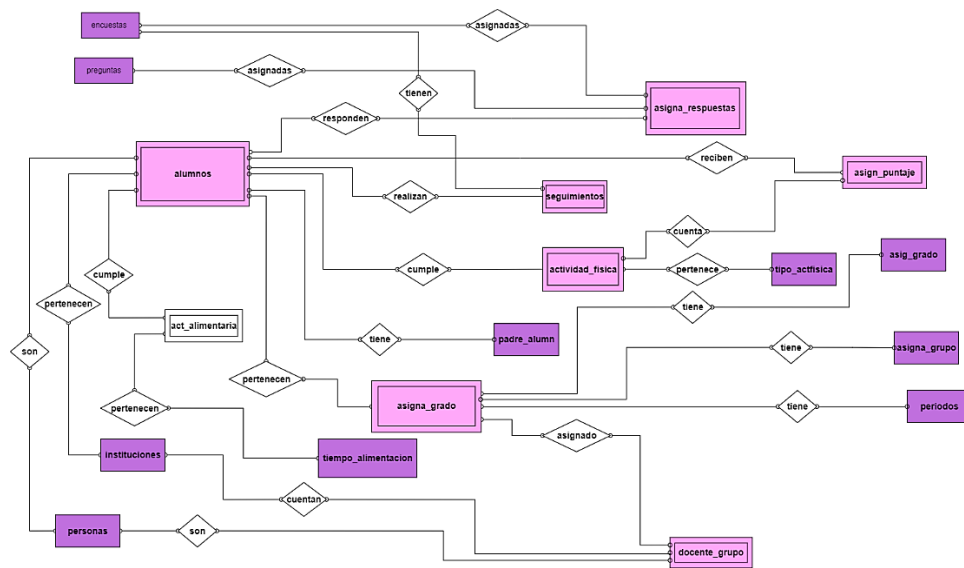 encuestas
asignadas
preguntas
asignadas
tienen
asigna_respuestas
responden
alumnos
reciben
asign_puntaje
realizan
seguimientos
cuenta
cumple
actividad_fisica
pertenece
tipo_actfisica
asig_grado
cumple
pertenecen
tiene
act_alimentaria
tiene
padre_alumn
son
tiene
asigna_grupo
pertenecen
asigna_grado
tiene
periodos
pertenecen
asignado
instituciones
tiempo_alimentacion
cuentan
personas
son
docente_grupo